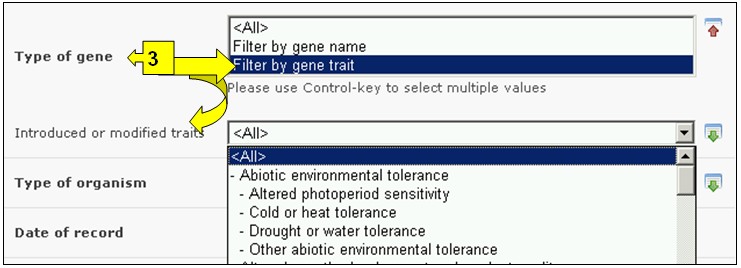 <All>
Filter by gene name
Type of gene
3
Filter by gene trait
Please use Control-key to select multiple values
Introduced or modified traits
<All>
<All>
- Abiotic environmental tolerance
- Altered photoperiod sensitivity
Type of organism
- Cold or heat tolerance
- Drought or water tolerance
Date of record
- Other abiotic environmental tolerance